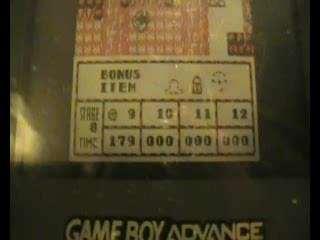 BONUS
ITEM
STAGE @ 9 10 11 12
8
TIME 179 000 000 000
GAME BOY ADVANCE